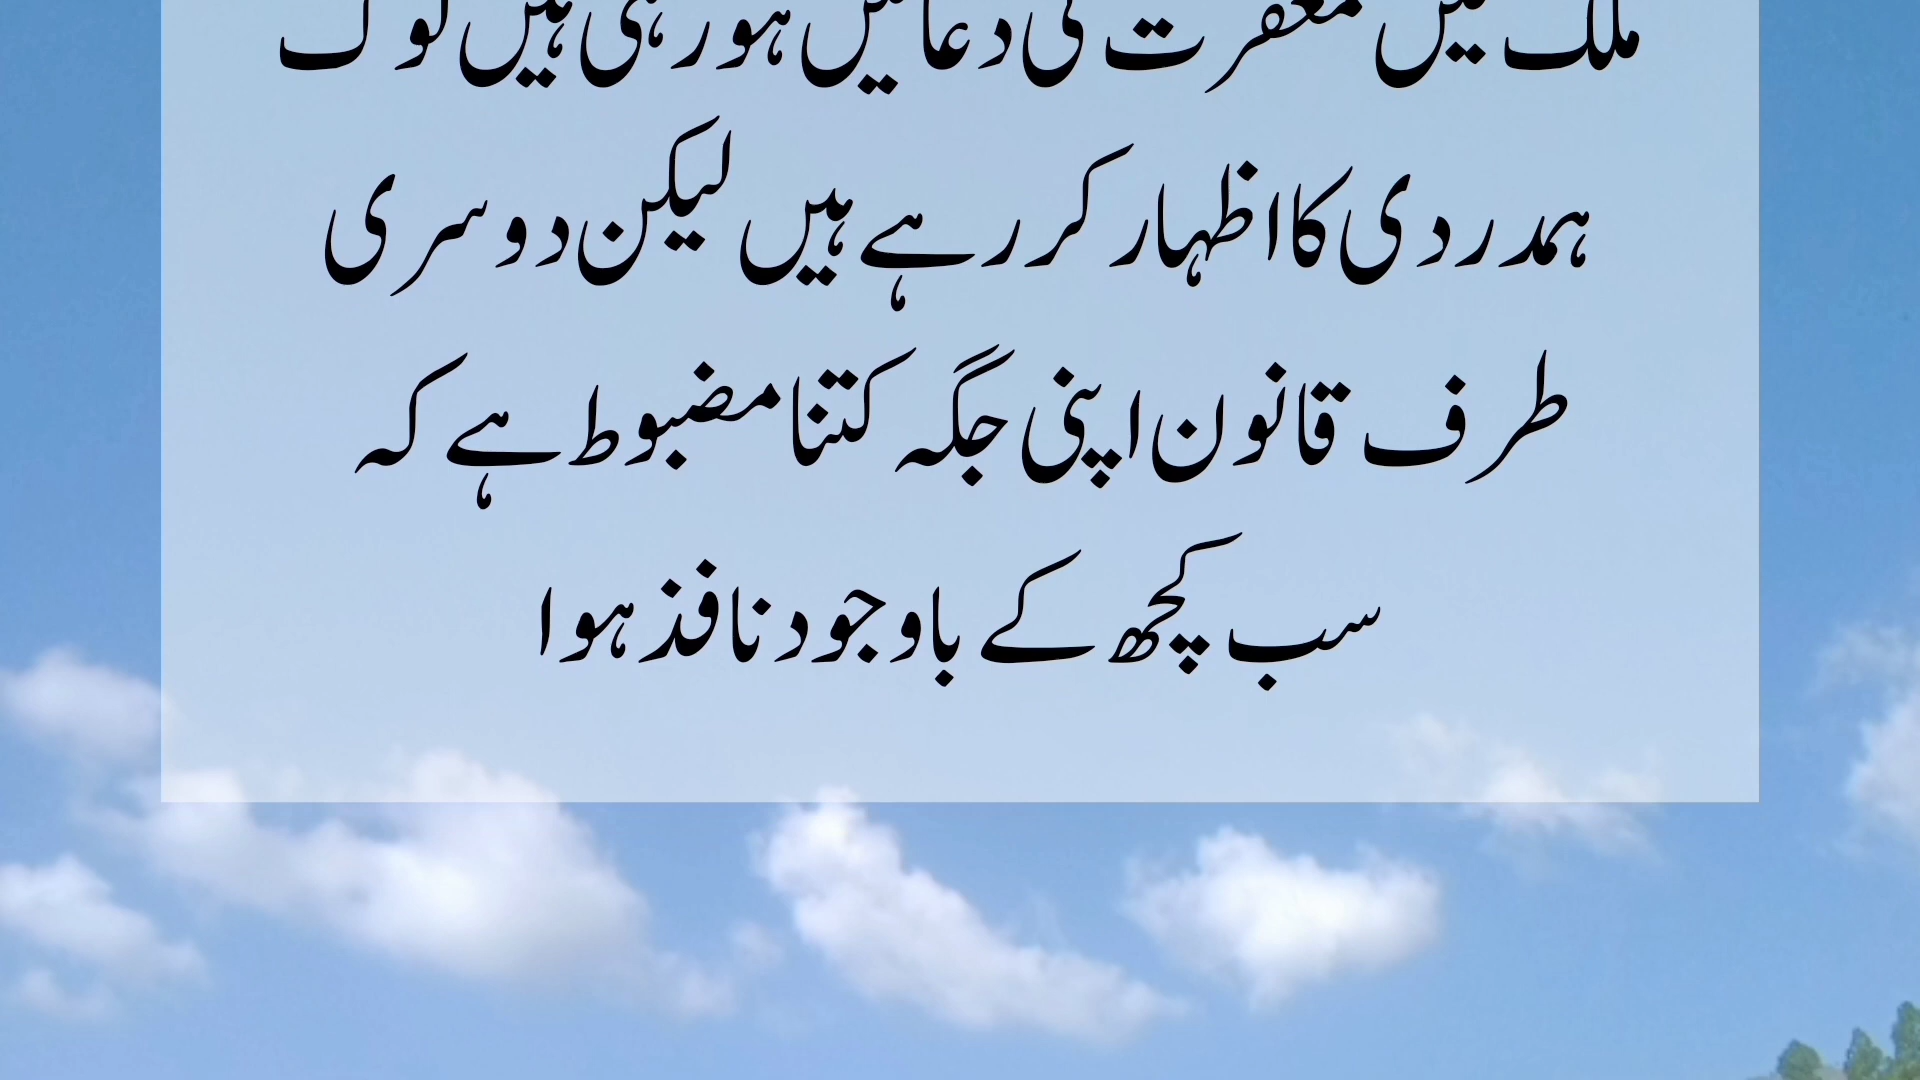 ملک میں مغفرت کی دعائیں ہو رہی ہیں لوگ
ہمدردی کا اظہار کر رہے ہیں لیکن دوسری
طرف قانون اپنی جگہ کتنا مضبوط ہے کہ
سب کچھ کے باوجود نافذ ہوا